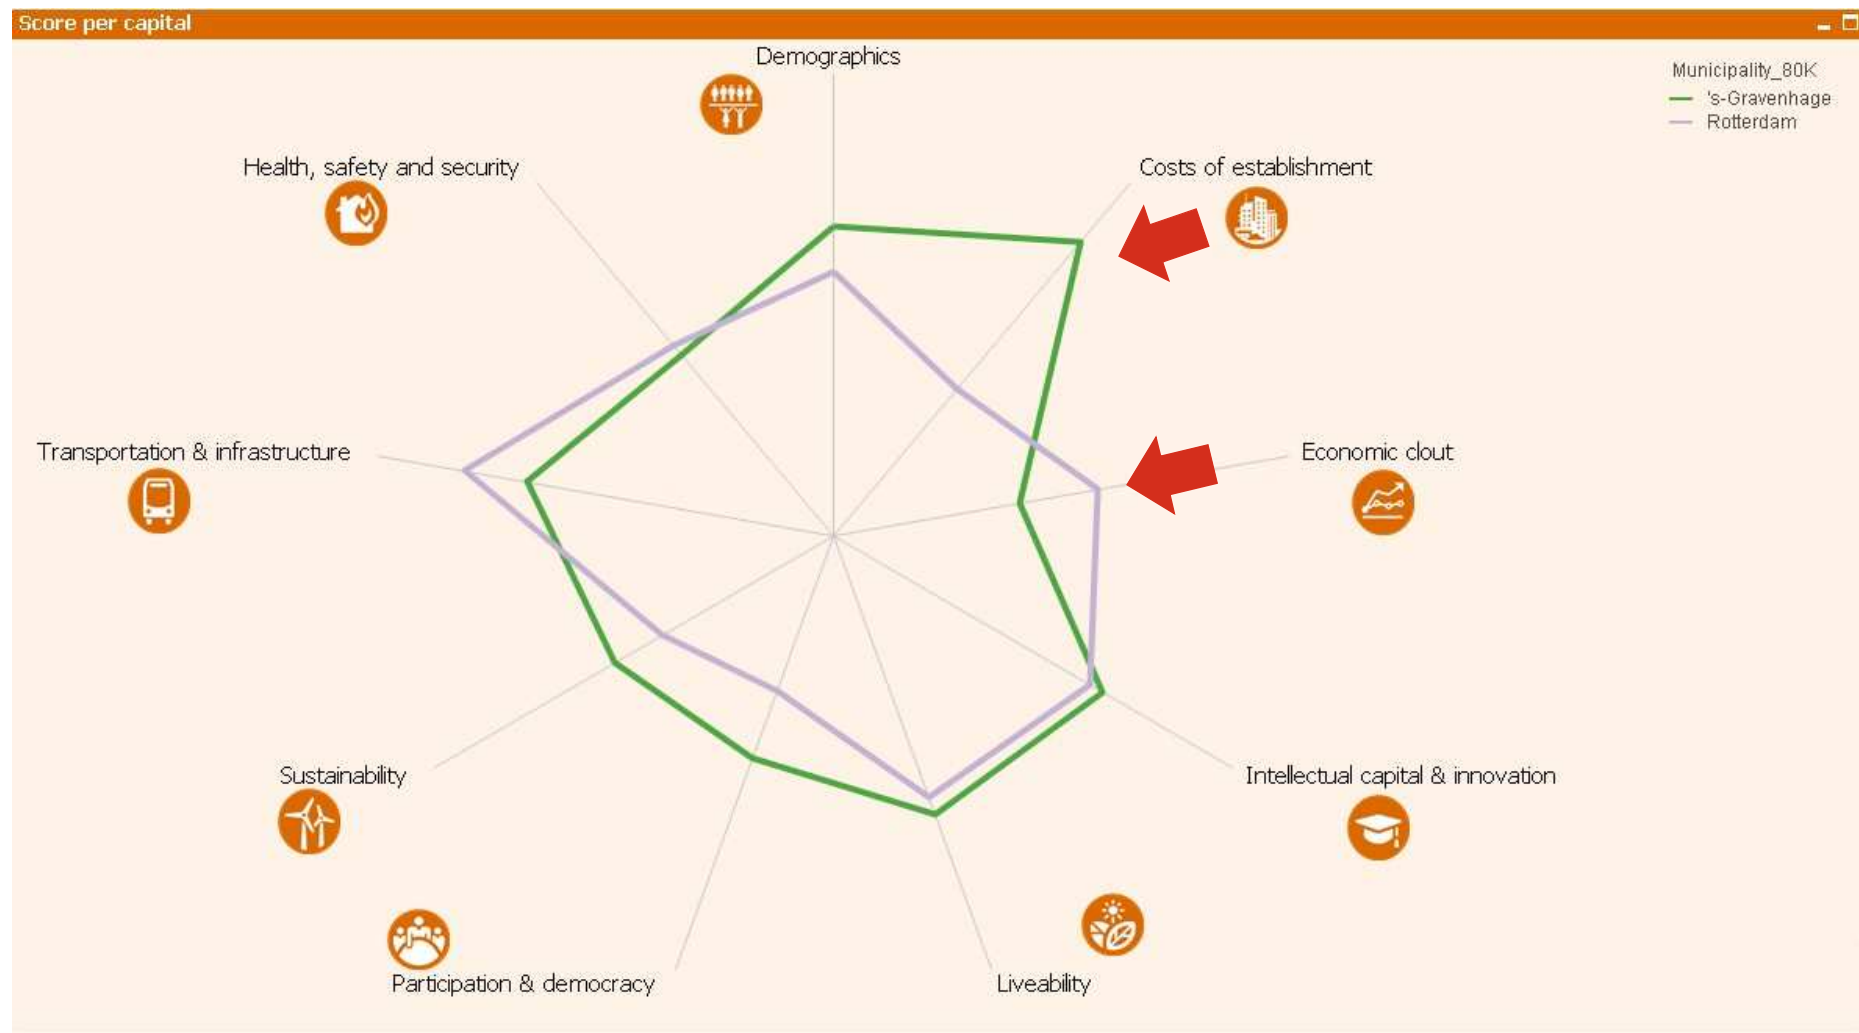 Score per capital
Demographics
Municipality_80K
's-Gravenhage
Rotterdam
Health, safety and security
Costs of establishment
Transportation & infrastructure
Economic clout
Sustainability
Intellectual capital & innovation
Participation & democracy
Liveability